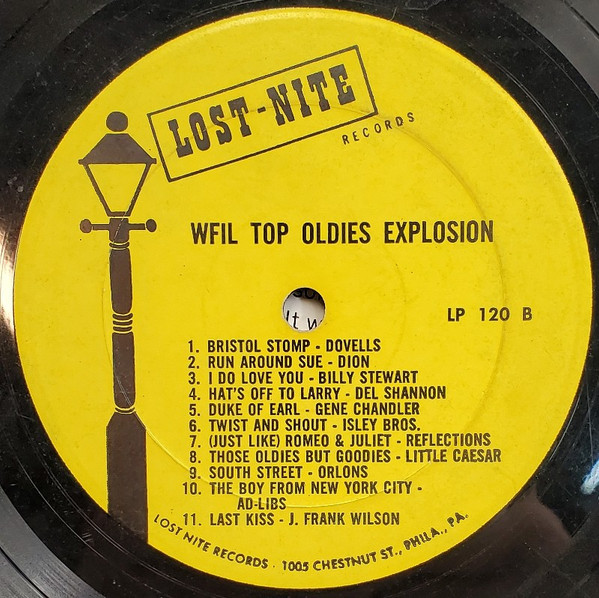 LOST-NITE
RECORDS
WFIL TOP OLDIES EXPLOSION
LP 120 B
1. BRISTOL STOMP - DOVELLS
2. RUN AROUND SUE - DION
3. I DO LOVE YOU - BILLY STEWART
4. HAT'S OFF TO LARRY - DEL SHANNON
5. DUKE OF EARL - GENE CHANDLER
6. TWIST AND SHOUT - ISLEY BROS.
7. (JUST LIKE) ROMEO & JULIET - REFLECTIONS
8. THOSE OLDIES BUT GOODIES - LITTLE CAESAR
9. SOUTH STREET - ORLONS
10. THE BOY FROM NEW YORK CITY -
AD-LIBS
11. LAST KISS - J. FRANK WILSON
LOST NITE RECORDS · 1005 CHESTNUT ST., PHILA., PA.